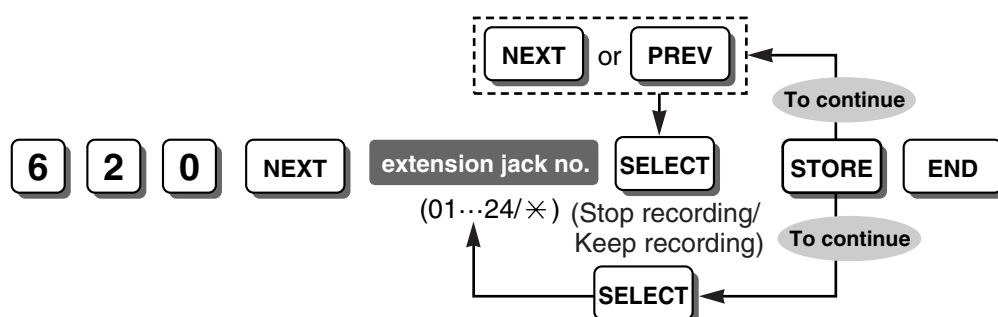 NEXT or PREV
To continue
6 2 0 NEXT extension jack no. SELECT STORE END
(01···24/✳) (Stop recording/
Keep recording)
To continue
SELECT